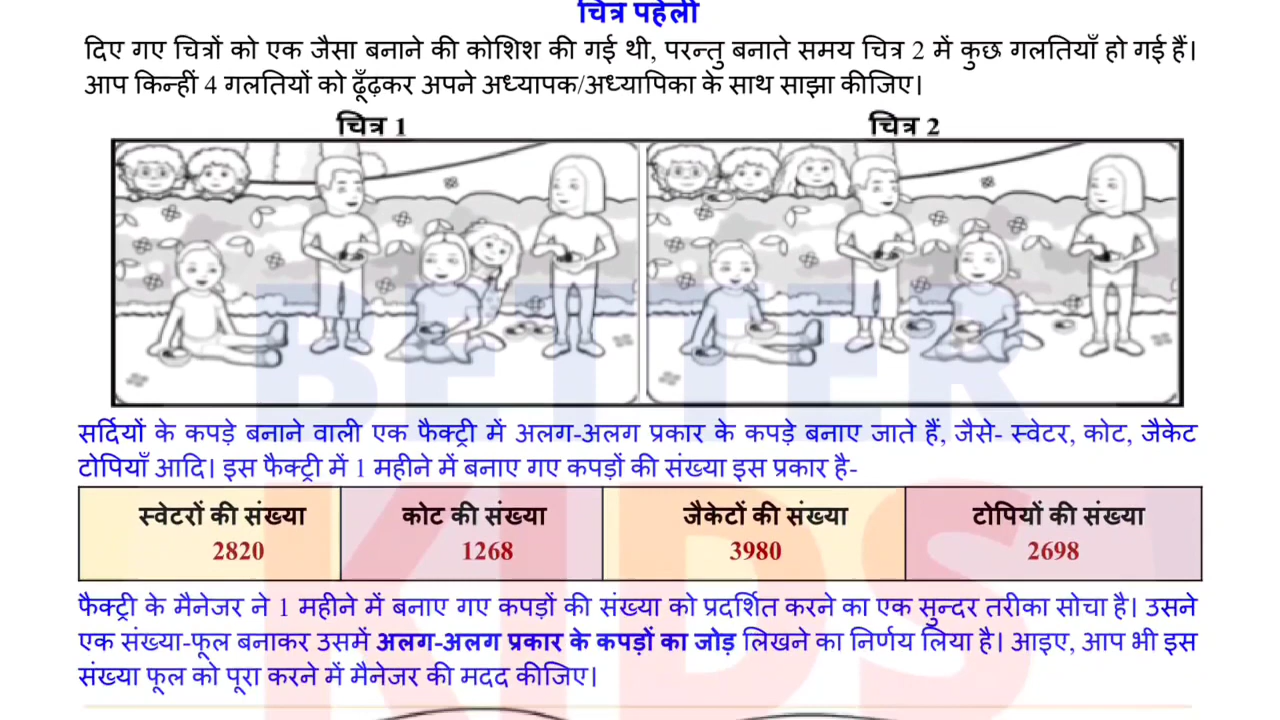 चित्र पहेली
दिए गए चित्रों को एक जैसा बनाने की कोशिश की गई थी, परन्तु बनाते समय चित्र 2 में कुछ गलतियाँ हो गई हैं।
आप किन्हीं 4 गलतियों को ढूँढ़कर अपने अध्यापक/अध्यापिका के साथ साझा कीजिए।
चित्र 1 चित्र 2
सर्दियों के कपड़े बनाने वाली एक फैक्ट्री में अलग-अलग प्रकार के कपड़े बनाए जाते हैं, जैसे- स्वेटर, कोट, जैकेट
टोपियाँ आदि। इस फैक्ट्री में 1 महीने में बनाए गए कपड़ों की संख्या इस प्रकार है-
स्वेटरों की संख्या कोट की संख्या जैकेटों की संख्या टोपियों की संख्या
2820 1268 3980 2698
फैक्ट्री के मैनेजर ने 1 महीने में बनाए गए कपड़ों की संख्या को प्रदर्शित करने का एक सुन्दर तरीका सोचा है। उसने
एक संख्या-फूल बनाकर उसमें अलग-अलग प्रकार के कपड़ों का जोड़ लिखने का निर्णय लिया है। आइए, आप भी इस
संख्या फूल को पूरा करने में मैनेजर की मदद कीजिए।
BETTER
KIDS